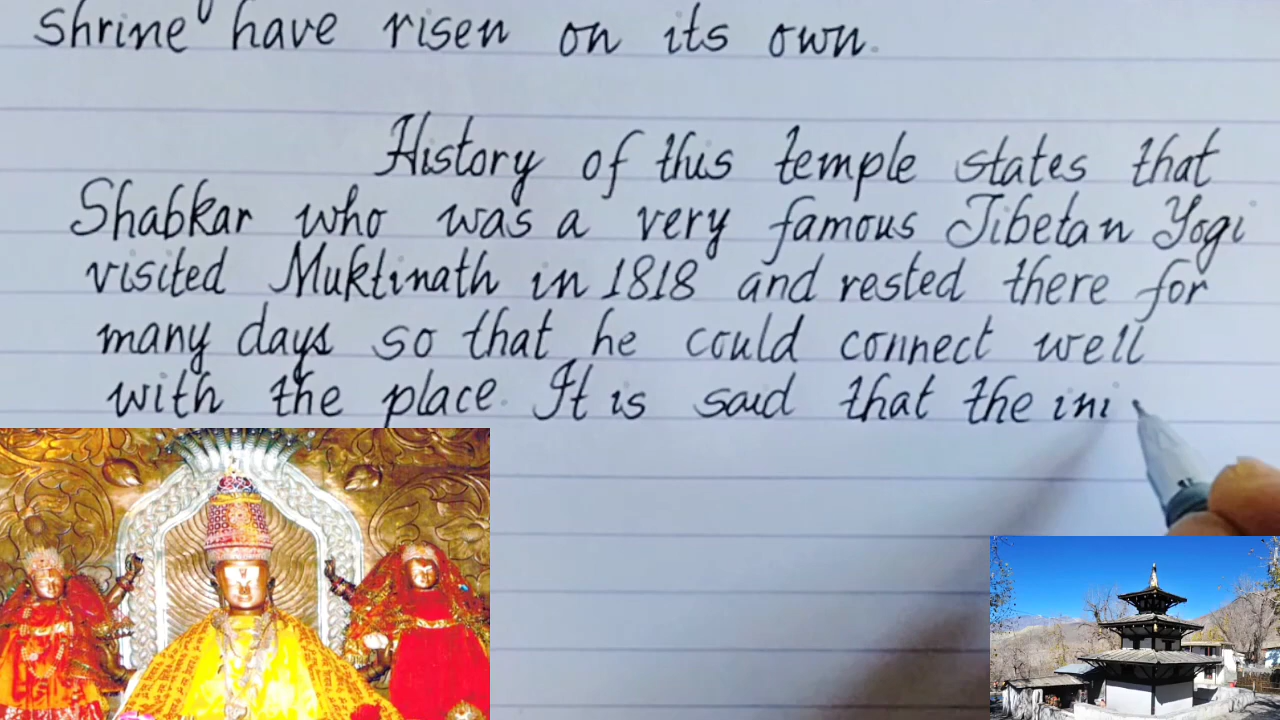 shrine have risen on its own.
History of this temple states that
Shabkar who was a very famous Tibetan Yogi
visited Muktinath in 1818 and rested there for
many days so that he could connect well
with the place. It is said that the ini